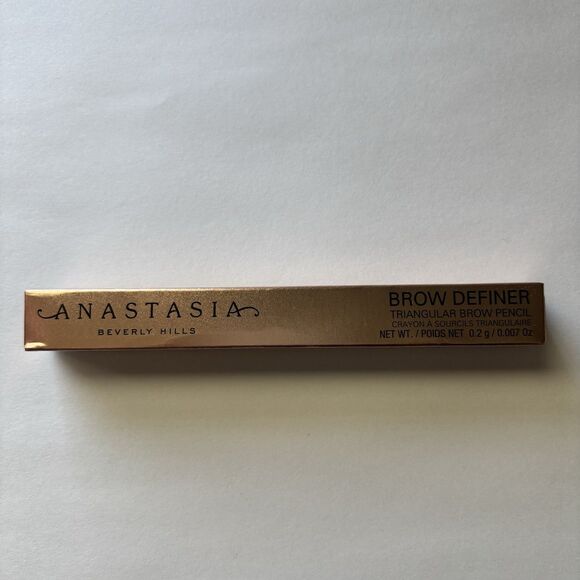 ANASTASIA
BEVERLY HILLS
BROW DEFINER
TRIANGULAR BROW PENCIL
CRAYON À SOURCILS TRIANGULAIRE
NET WT. / POIDS NET 0.2 g / 0.007 Oz